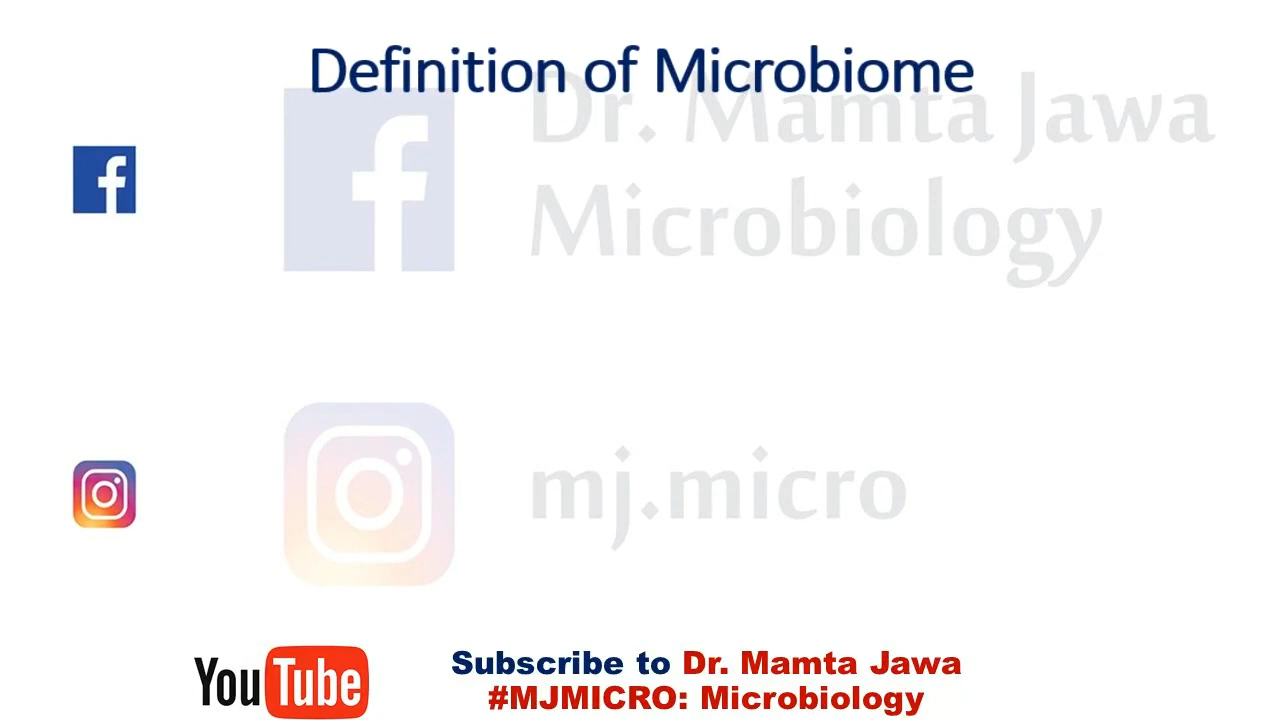 Definition of Microbiome
Dr. Mamta Jawa
Microbiology
mj.micro
YouTube
Subscribe to Dr. Mamta Jawa
#MJMICRO: Microbiology